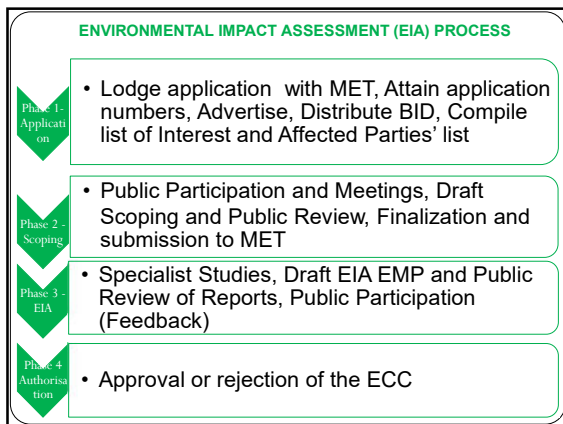 ENVIRONMENTAL IMPACT ASSESSMENT (EIA) PROCESS
Phase 1-
Applicati
on
• Lodge application with MET, Attain application
numbers, Advertise, Distribute BID, Compile
list of Interest and Affected Parties’ list
Phase 2 -
Scoping
• Public Participation and Meetings, Draft
Scoping and Public Review, Finalization and
submission to MET
Phase 3 -
EIA
• Specialist Studies, Draft EIA EMP and Public
Review of Reports, Public Participation
(Feedback)
Phase 4
Authorisa
tion
• Approval or rejection of the ECC